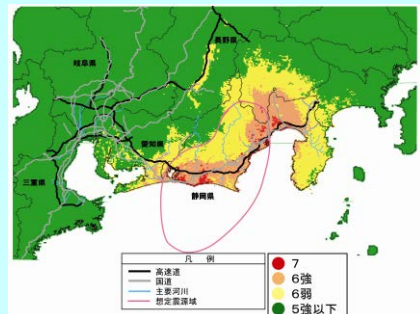 長野県
岐阜県
愛知県
三重県
静岡県
凡 例
高速道
国道
主要河川
想定震源域
7
6強
6弱
5強以下